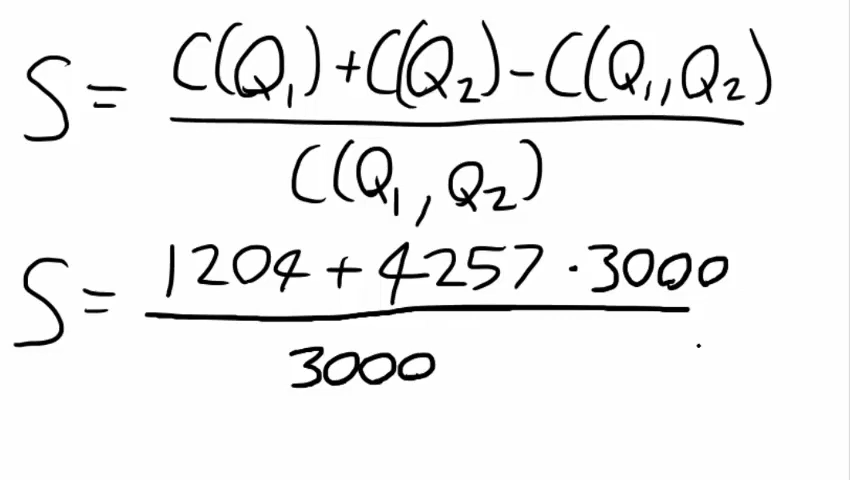 S = C(Q₁) + C(Q₂) - C(Q₁, Q₂)
C(Q₁, Q₂)
S = 1204 + 4257 · 3000
3000